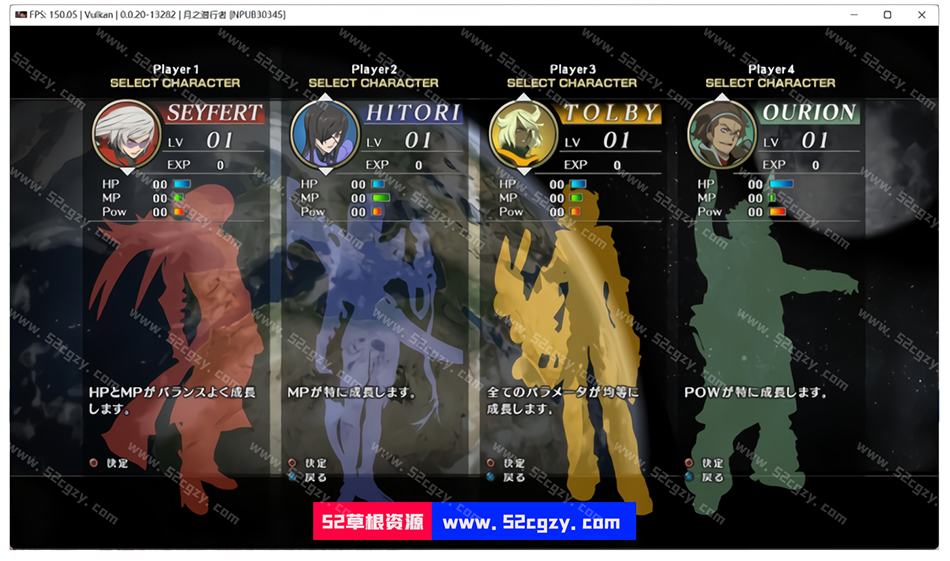 FPS: 150.05 | Vulkan | 0.0.20-13282 | 月之潜行者 [NPUB30345]
Player1
SELECT CHARACTER
SEYFERT
LV 01
EXP 0
HP 00
MP 00
Pow 00
HPとMPがバランスよく成長
します。
決定
Player2
SELECT CHARACTER
HITORI
LV 01
EXP 0
HP 00
MP 00
Pow 00
MPが特に成長します。
決定
戻る
Player3
SELECT CHARACTER
TOLBY
LV 01
EXP 0
HP 00
MP 00
Pow 00
全てのパラメータが均等に
成長します。
決定
戻る
Player4
SELECT CHARACTER
OURION
LV 01
EXP 0
HP 00
MP 00
Pow 00
POWが特に成長します。
決定
戻る
52草根资源 www.52cgzy.com